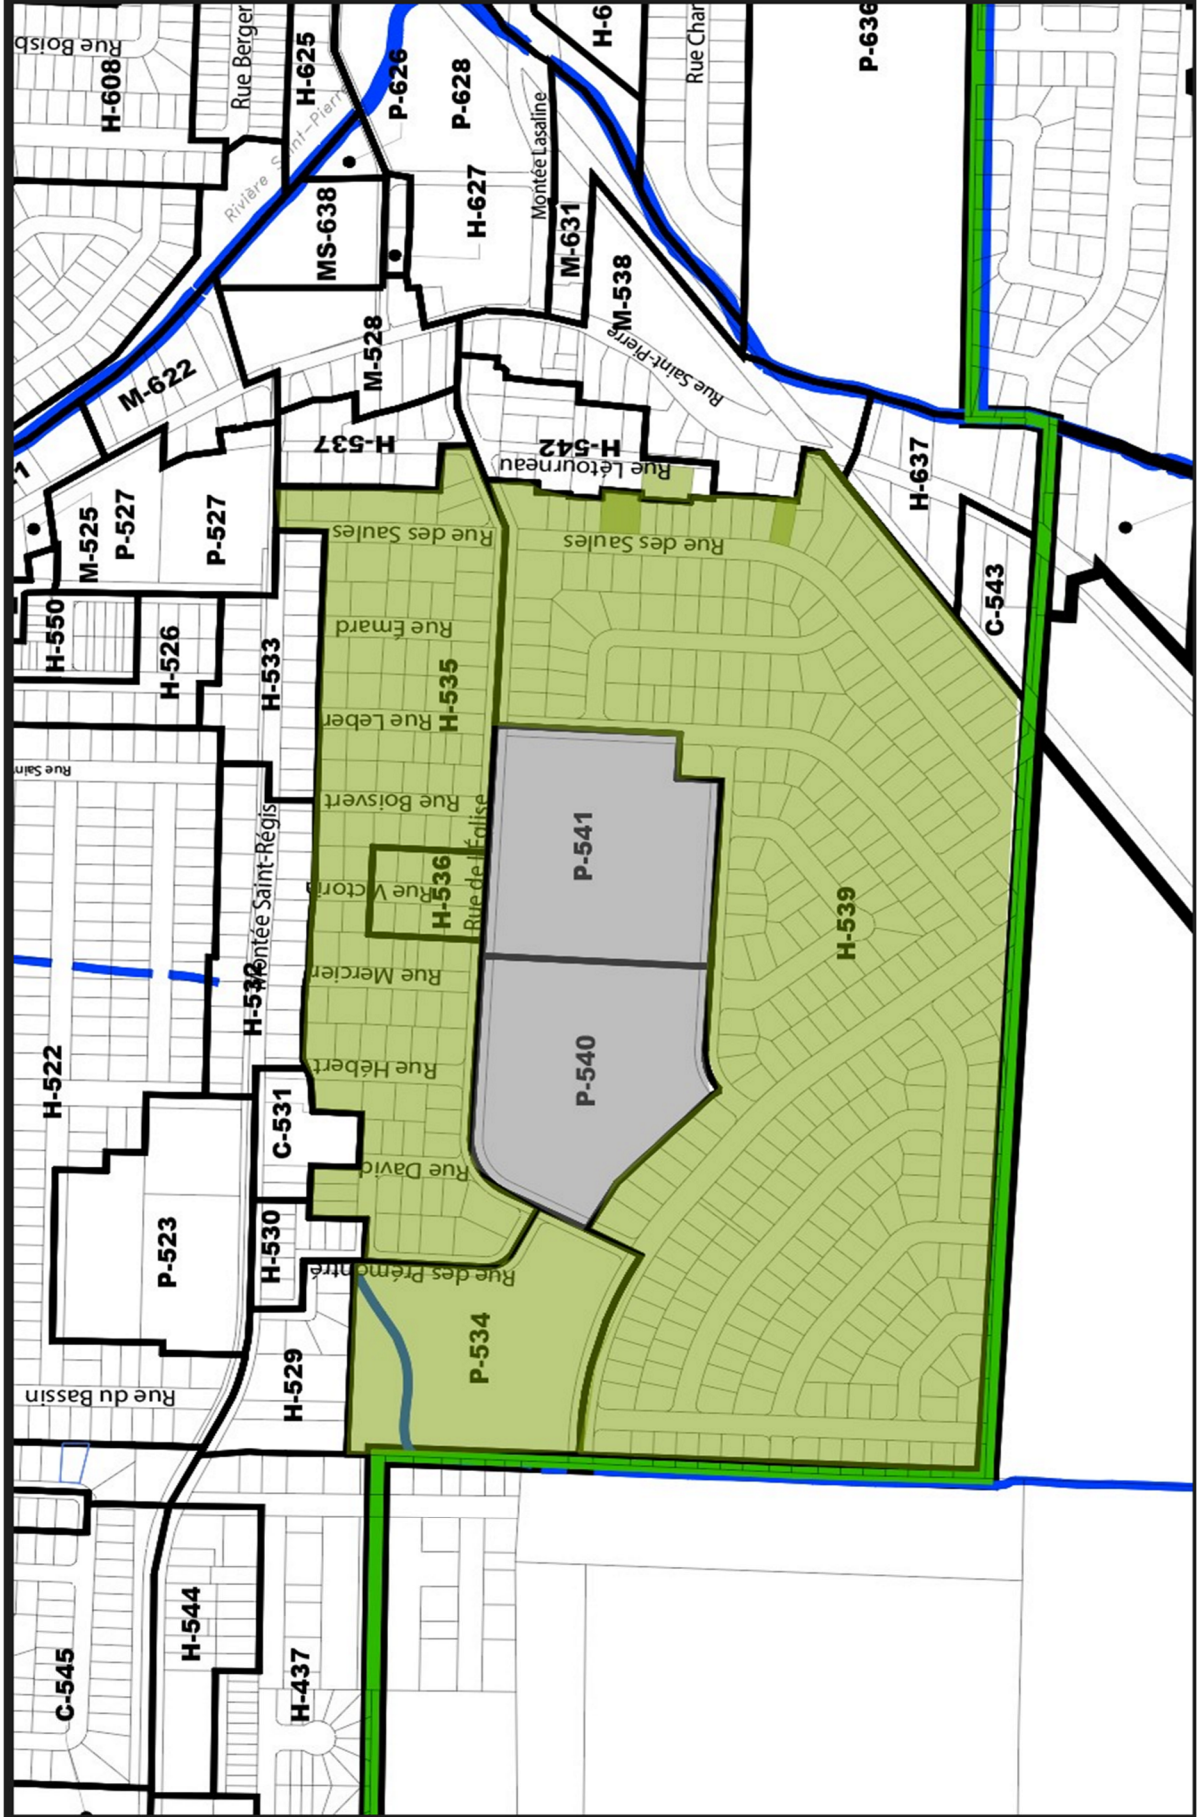 Rue Boisb
H-608
Rue Berger
H-625
P-626
P-628
H-6
Rue Char
P-636
Rivière Saint-Pierre
MS-638
H-627
Montée Lasaline
M-631
M-538
M-622
M-528
Rue Saint-Pierre
H-537
H-542
Rue Létourneau
H-637
M-525
P-527
P-527
Rue des Saules
Rue des Saules
C-543
H-550
H-526
H-533
Rue Émard
H-535
Rue Leber
Rue Sain
Rue Boisvert
P-541
Montée Saint-Régis
Rue Victoria
H-536
Rue de l'Église
H-539
H-532
Rue Mercier
H-522
Rue Hébert
P-540
C-531
Rue David
P-523
H-530
Rue des Prémontré
P-534
H-529
Rue du Bassin
H-544
C-545
H-437